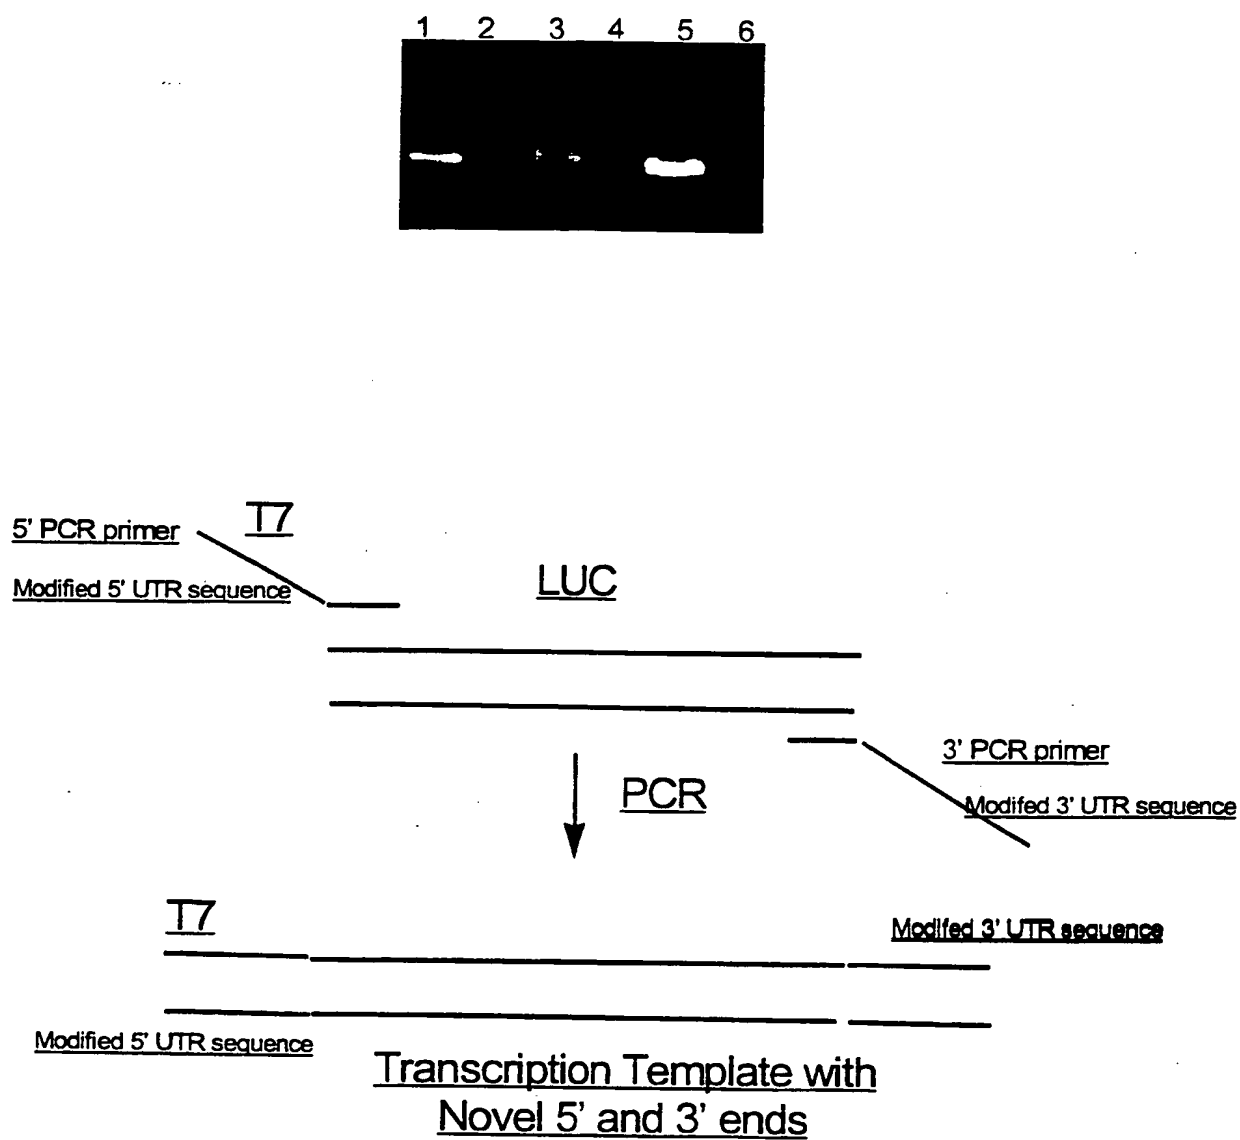 1 2 3 4 5 6
T7
5' PCR primer
Modified 5' UTR sequence
LUC
3' PCR primer
Modifed 3' UTR sequence
PCR
T7
Modifed 3' UTR sequence
Modified 5' UTR sequence
Transcription Template with
Novel 5' and 3' ends